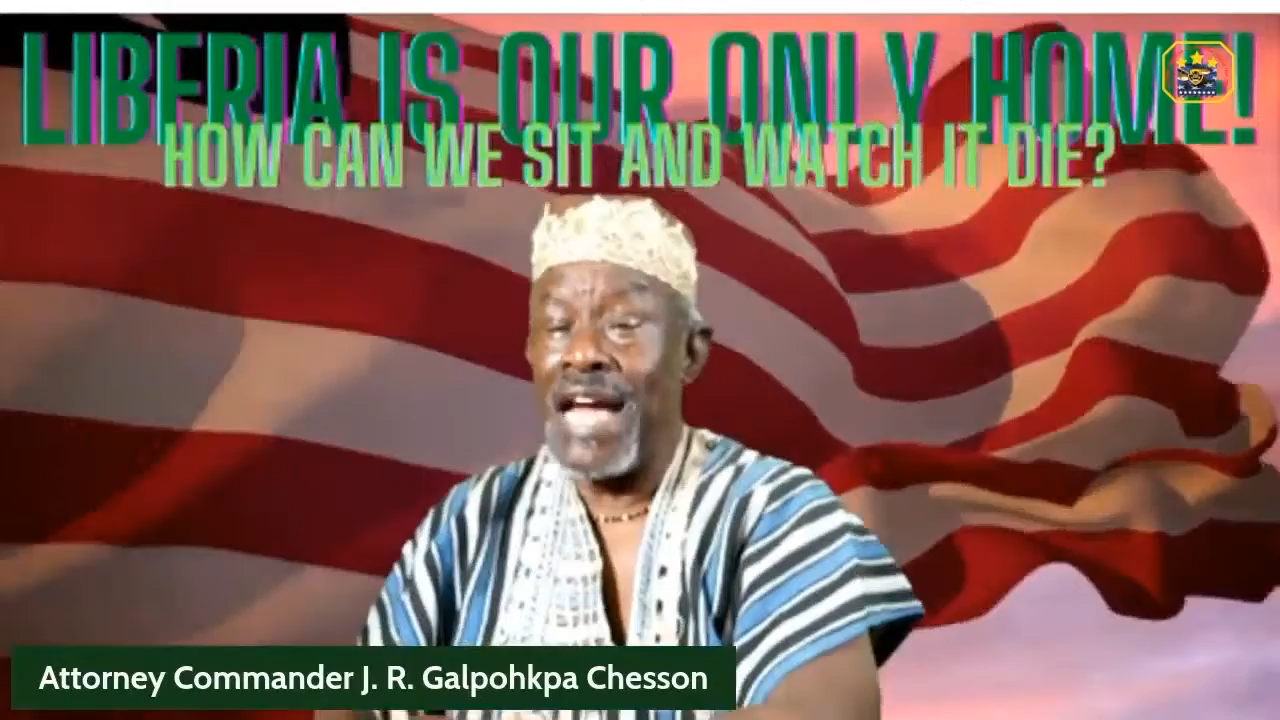 LIBERIA IS OUR ONLY HOME!
HOW CAN WE SIT AND WATCH IT DIE?
Attorney Commander J. R. Galpohkpa Chesson